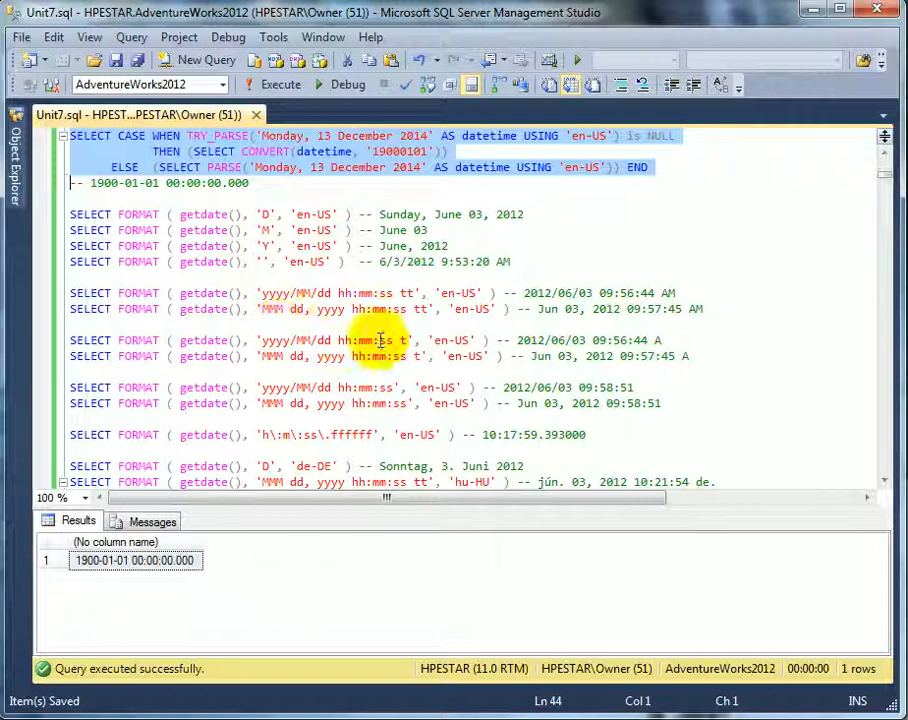 Unit7.sql - HPESTAR.AdventureWorks2012 (HPESTAR\Owner (51)) - Microsoft SQL Server Management Studio
File Edit View Query Project Debug Tools Window Help
New Query
AdventureWorks2012 Execute Debug
Unit7.sql - HPEST...PESTAR\Owner (51))
Object Explorer
SELECT CASE WHEN TRY_PARSE('Monday, 13 December 2014' AS datetime USING 'en-US') is NULL
THEN (SELECT CONVERT(datetime, '19000101'))
ELSE (SELECT PARSE('Monday, 13 December 2014' AS datetime USING 'en-US')) END
-- 1900-01-01 00:00:00.000
SELECT FORMAT ( getdate(), 'D', 'en-US' ) -- Sunday, June 03, 2012
SELECT FORMAT ( getdate(), 'M', 'en-US' ) -- June 03
SELECT FORMAT ( getdate(), 'Y', 'en-US' ) -- June, 2012
SELECT FORMAT ( getdate(), '', 'en-US' ) -- 6/3/2012 9:53:20 AM
SELECT FORMAT ( getdate(), 'yyyy/MM/dd hh:mm:ss tt', 'en-US' ) -- 2012/06/03 09:56:44 AM
SELECT FORMAT ( getdate(), 'MMM dd, yyyy hh:mm:ss tt', 'en-US' ) -- Jun 03, 2012 09:57:45 AM
SELECT FORMAT ( getdate(), 'yyyy/MM/dd hh:mm:ss t', 'en-US' ) -- 2012/06/03 09:56:44 A
SELECT FORMAT ( getdate(), 'MMM dd, yyyy hh:mm:ss t', 'en-US' ) -- Jun 03, 2012 09:57:45 A
SELECT FORMAT ( getdate(), 'yyyy/MM/dd hh:mm:ss', 'en-US' ) -- 2012/06/03 09:58:51
SELECT FORMAT ( getdate(), 'MMM dd, yyyy hh:mm:ss', 'en-US' ) -- Jun 03, 2012 09:58:51
SELECT FORMAT ( getdate(), 'h\:m\:ss\.ffffff', 'en-US' ) -- 10:17:59.393000
SELECT FORMAT ( getdate(), 'D', 'de-DE' ) -- Sonntag, 3. Juni 2012
SELECT FORMAT ( getdate(), 'MMM dd, yyyy hh:mm:ss tt', 'hu-HU' ) -- jún. 03, 2012 10:21:54 de.
100 %
Results Messages
(No column name)
1 1900-01-01 00:00:00.000
Query executed successfully. HPESTAR (11.0 RTM) HPESTAR\Owner (51) AdventureWorks2012 00:00:00 1 rows
Item(s) Saved Ln 44 Col 1 Ch 1 INS